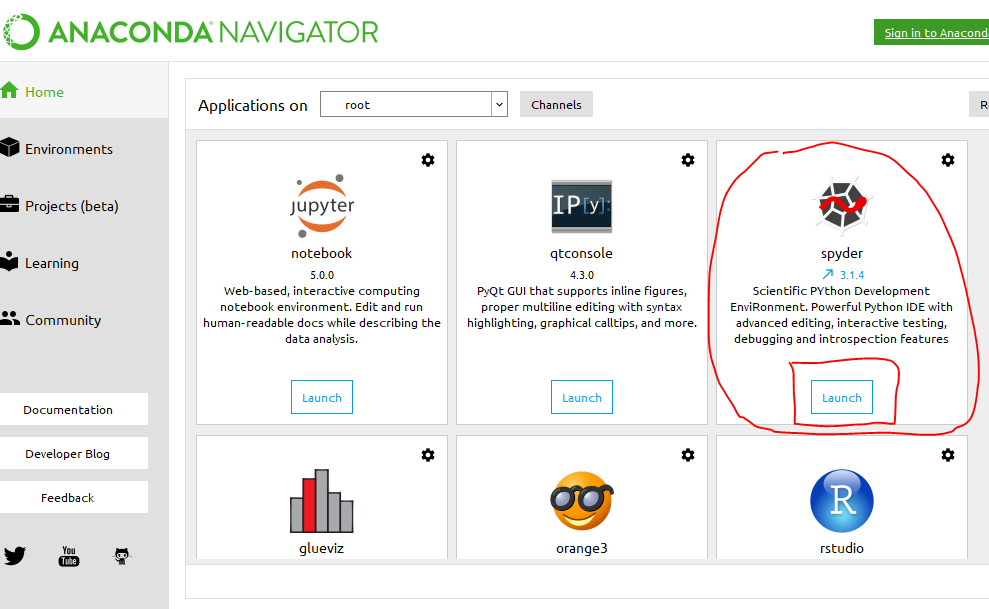 ANACONDA NAVIGATOR
Sign in to Anacond
Home
Environments
Projects (beta)
Learning
Community
Documentation
Developer Blog
Feedback
You
Tube
Applications on
root
Channels
R
jupyter
notebook
5.0.0
Web-based, interactive computing
notebook environment. Edit and run
human-readable docs while describing the
data analysis.
Launch
IP[y]:
qtconsole
4.3.0
PyQt GUI that supports inline figures,
proper multiline editing with syntax
highlighting, graphical calltips, and more.
Launch
spyder
3.1.4
Scientific PYthon Development
EnviRonment. Powerful Python IDE with
advanced editing, interactive testing,
debugging and introspection features
Launch
glueviz
orange3
R
rstudio